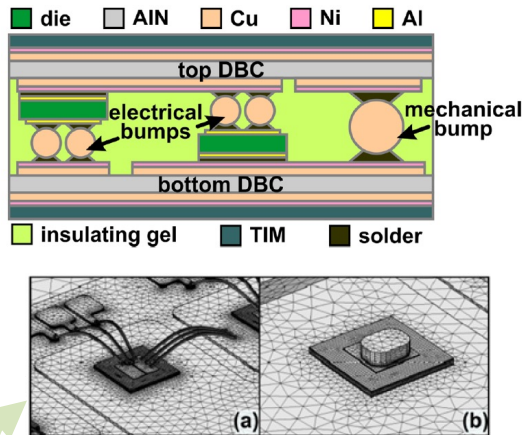 die AlN Cu Ni Al
top DBC
electrical bumps
mechanical bump
bottom DBC
insulating gel TIM solder
(a) (b)